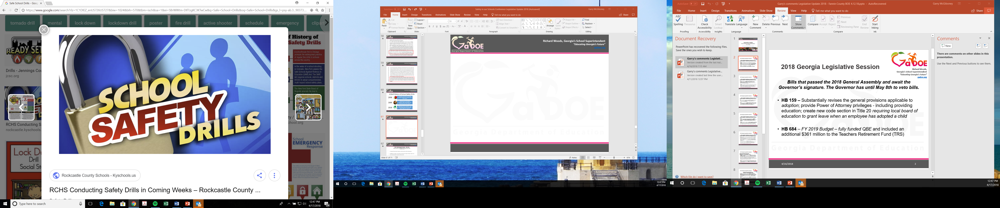 Safe School Drills - Goog
https://www.google.com/search?rlz=1C1DIEZ_enUS726US727&biw=1024&bih=570&tbm=isch&sa=1&ei=5BrWWtm-DIf7zgKC3KTwCw&q=Safe+School+Drills&oq=Safe+School+Drills&gs_l=psy-ab.3...90373....
tornado drill
mental
lock down
lockdown drill
poster
fire drill
active shooter
schedule
emergency
clipart
READY SET
f History of
Safety Drills
Drills - Jennings Cou
jcsc.org
RCHS Conducting S
rockcastle.kyschools.
Lock Do
Drill
Social St
School
EMERGENCY
Response
SCHOOL
SAFETY
DRILLS
Rockcastle County Schools - Kyschools.us
RCHS Conducting Safety Drills in Coming Weeks – Rockcastle County ...
Type here to search
12:47 PM
4/17/2018
24
AutoSave Off
Safety in our Schools Conference Legislative Update 2018 (Autosaved)
Garry McGiboney
File Home Insert Design Transitions Slide Show Review View Help Tell me what you want to do
Share
Paste
Cut
Copy
Format Painter
Clipboard
New
Slide
Layout
Reset
Section
Slides
Font
Text Direction
Align Text
Convert to SmartArt
Paragraph
Arrange
Quick
Styles
Shape Fill
Shape Outline
Shape Effects
Drawing
Find
Replace
Select
Editing
58
59
60
A Brief History of School Safety Drills
1958
1999
2018
61
62
GaDOE
Georgia Department of Education
Richard Woods, Georgia's School Superintendent
"Educating Georgia's Future"
GaDOE
Georgia Department of Education
Slide 61 of 71
Notes
95%
12:47 PM
4/17/2018
AutoSave Off
Garry's comments Legislative Update 2018 - Fannin County BOE 4.12.18.pptx - AutoRecovered
Garry McGiboney
File Home Insert Design Transitions Animations Slide Show Review View Help Tell me what you want to do
Share
ABC
Spelling Thesaurus
Proofing
Check
Accessibility
Accessibility
Smart
Lookup
Insights
Translate Language
Language
New
Comment
Delete Previous Next
Show
Comments
Comments
Compare Accept Reject
Previous
Next
Reviewing Pane
Compare
End
Review
Start
Inking
Ink
Document Recovery
PowerPoint has recovered the following files.
Save the ones you wish to keep.
Garry's comments Legislati...
Version created from the last Aut...
4/16/2018 7:15 AM
Garry's comments Legislative...
Version created last time the user...
4/11/2018 12:57 PM
Which file do I want to save?
1
2
3
4
5
6
7
8
GaDOE
Richard Woods,
Georgia's School Superintendent
"Educating Georgia's Future"
gadoe.org
2018 Georgia Legislative Session
Bills that passed the 2018 General Assembly and await the
Governor's signature. The Governor has until May 8th to veto bills.
• HB 159 – Substantially revises the general provisions applicable to
adoption; provide Power of Attorney privileges - including providing
education; create new code section in Title 20 requiring local board of
education to grant leave when an employee has adopted a child
• HB 684 – FY 2019 Budget – fully funded QBE and included an
additional $361 million to the Teachers Retirement Fund (TRS)
Georgia Department of Education
4/16/2018
2
Comments
New
There are comments on other slides in this
presentation.
Use the Next and Previous buttons to see them.
12:47 PM
4/17/2018